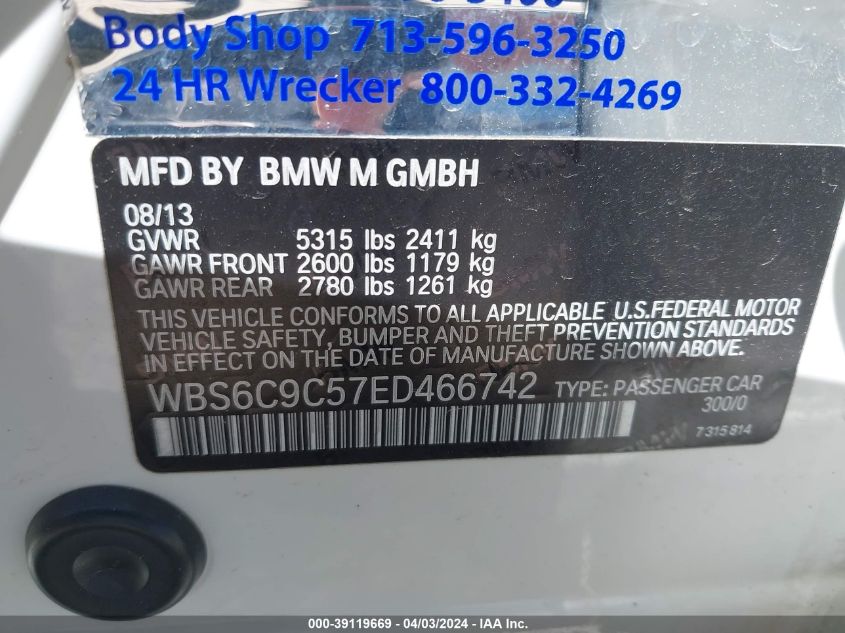 Body Shop 713-596-3250
24 HR Wrecker 800-332-4269
MFD BY BMW M GMBH
08/13
GVWR 5315 lbs 2411 kg
GAWR FRONT 2600 lbs 1179 kg
GAWR REAR 2780 lbs 1261 kg
THIS VEHICLE CONFORMS TO ALL APPLICABLE U.S.FEDERAL MOTOR
VEHICLE SAFETY, BUMPER AND THEFT PREVENTION STANDARDS
IN EFFECT ON THE DATE OF MANUFACTURE SHOWN ABOVE.
WBS6C9C57ED466742 TYPE: PASSENGER CAR
300/0
7315814
000-39119669 - 04/03/2024 - IAA Inc.